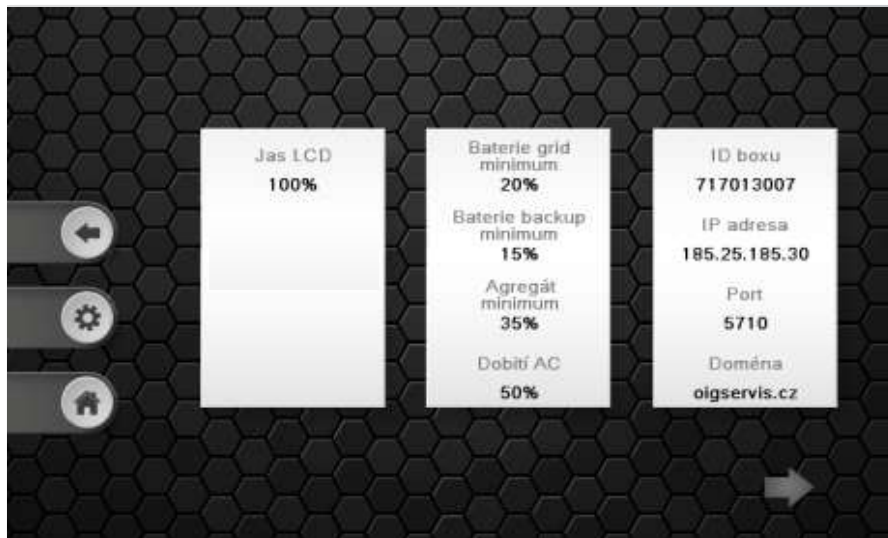 Jas LCD
100%
Baterie grid
minimum
20%
Baterie backup
minimum
15%
Agregát
minimum
35%
Dobití AC
50%
ID boxu
717013007
IP adresa
185.25.185.30
Port
5710
Doména
oigservis.cz